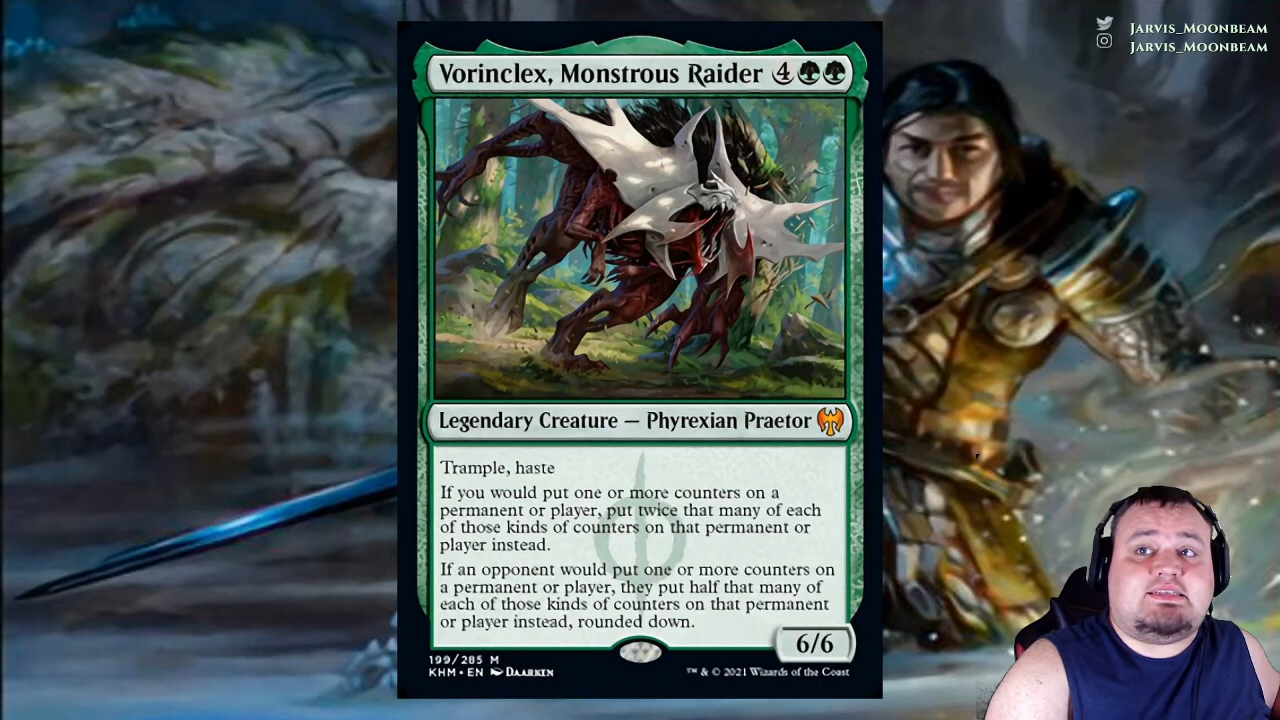 Jarvis_Moonbeam
Jarvis_Moonbeam
Vorinclex, Monstrous Raider 4
Legendary Creature — Phyrexian Praetor
Trample, haste
If you would put one or more counters on a
permanent or player, put twice that many of each
of those kinds of counters on that permanent or
player instead.
If an opponent would put one or more counters on
a permanent or player, they put half that many of
each of those kinds of counters on that permanent
or player instead, rounded down.
6/6
199/285 M
KHM • EN Daarken
™ & © 2021 Wizards of the Coast